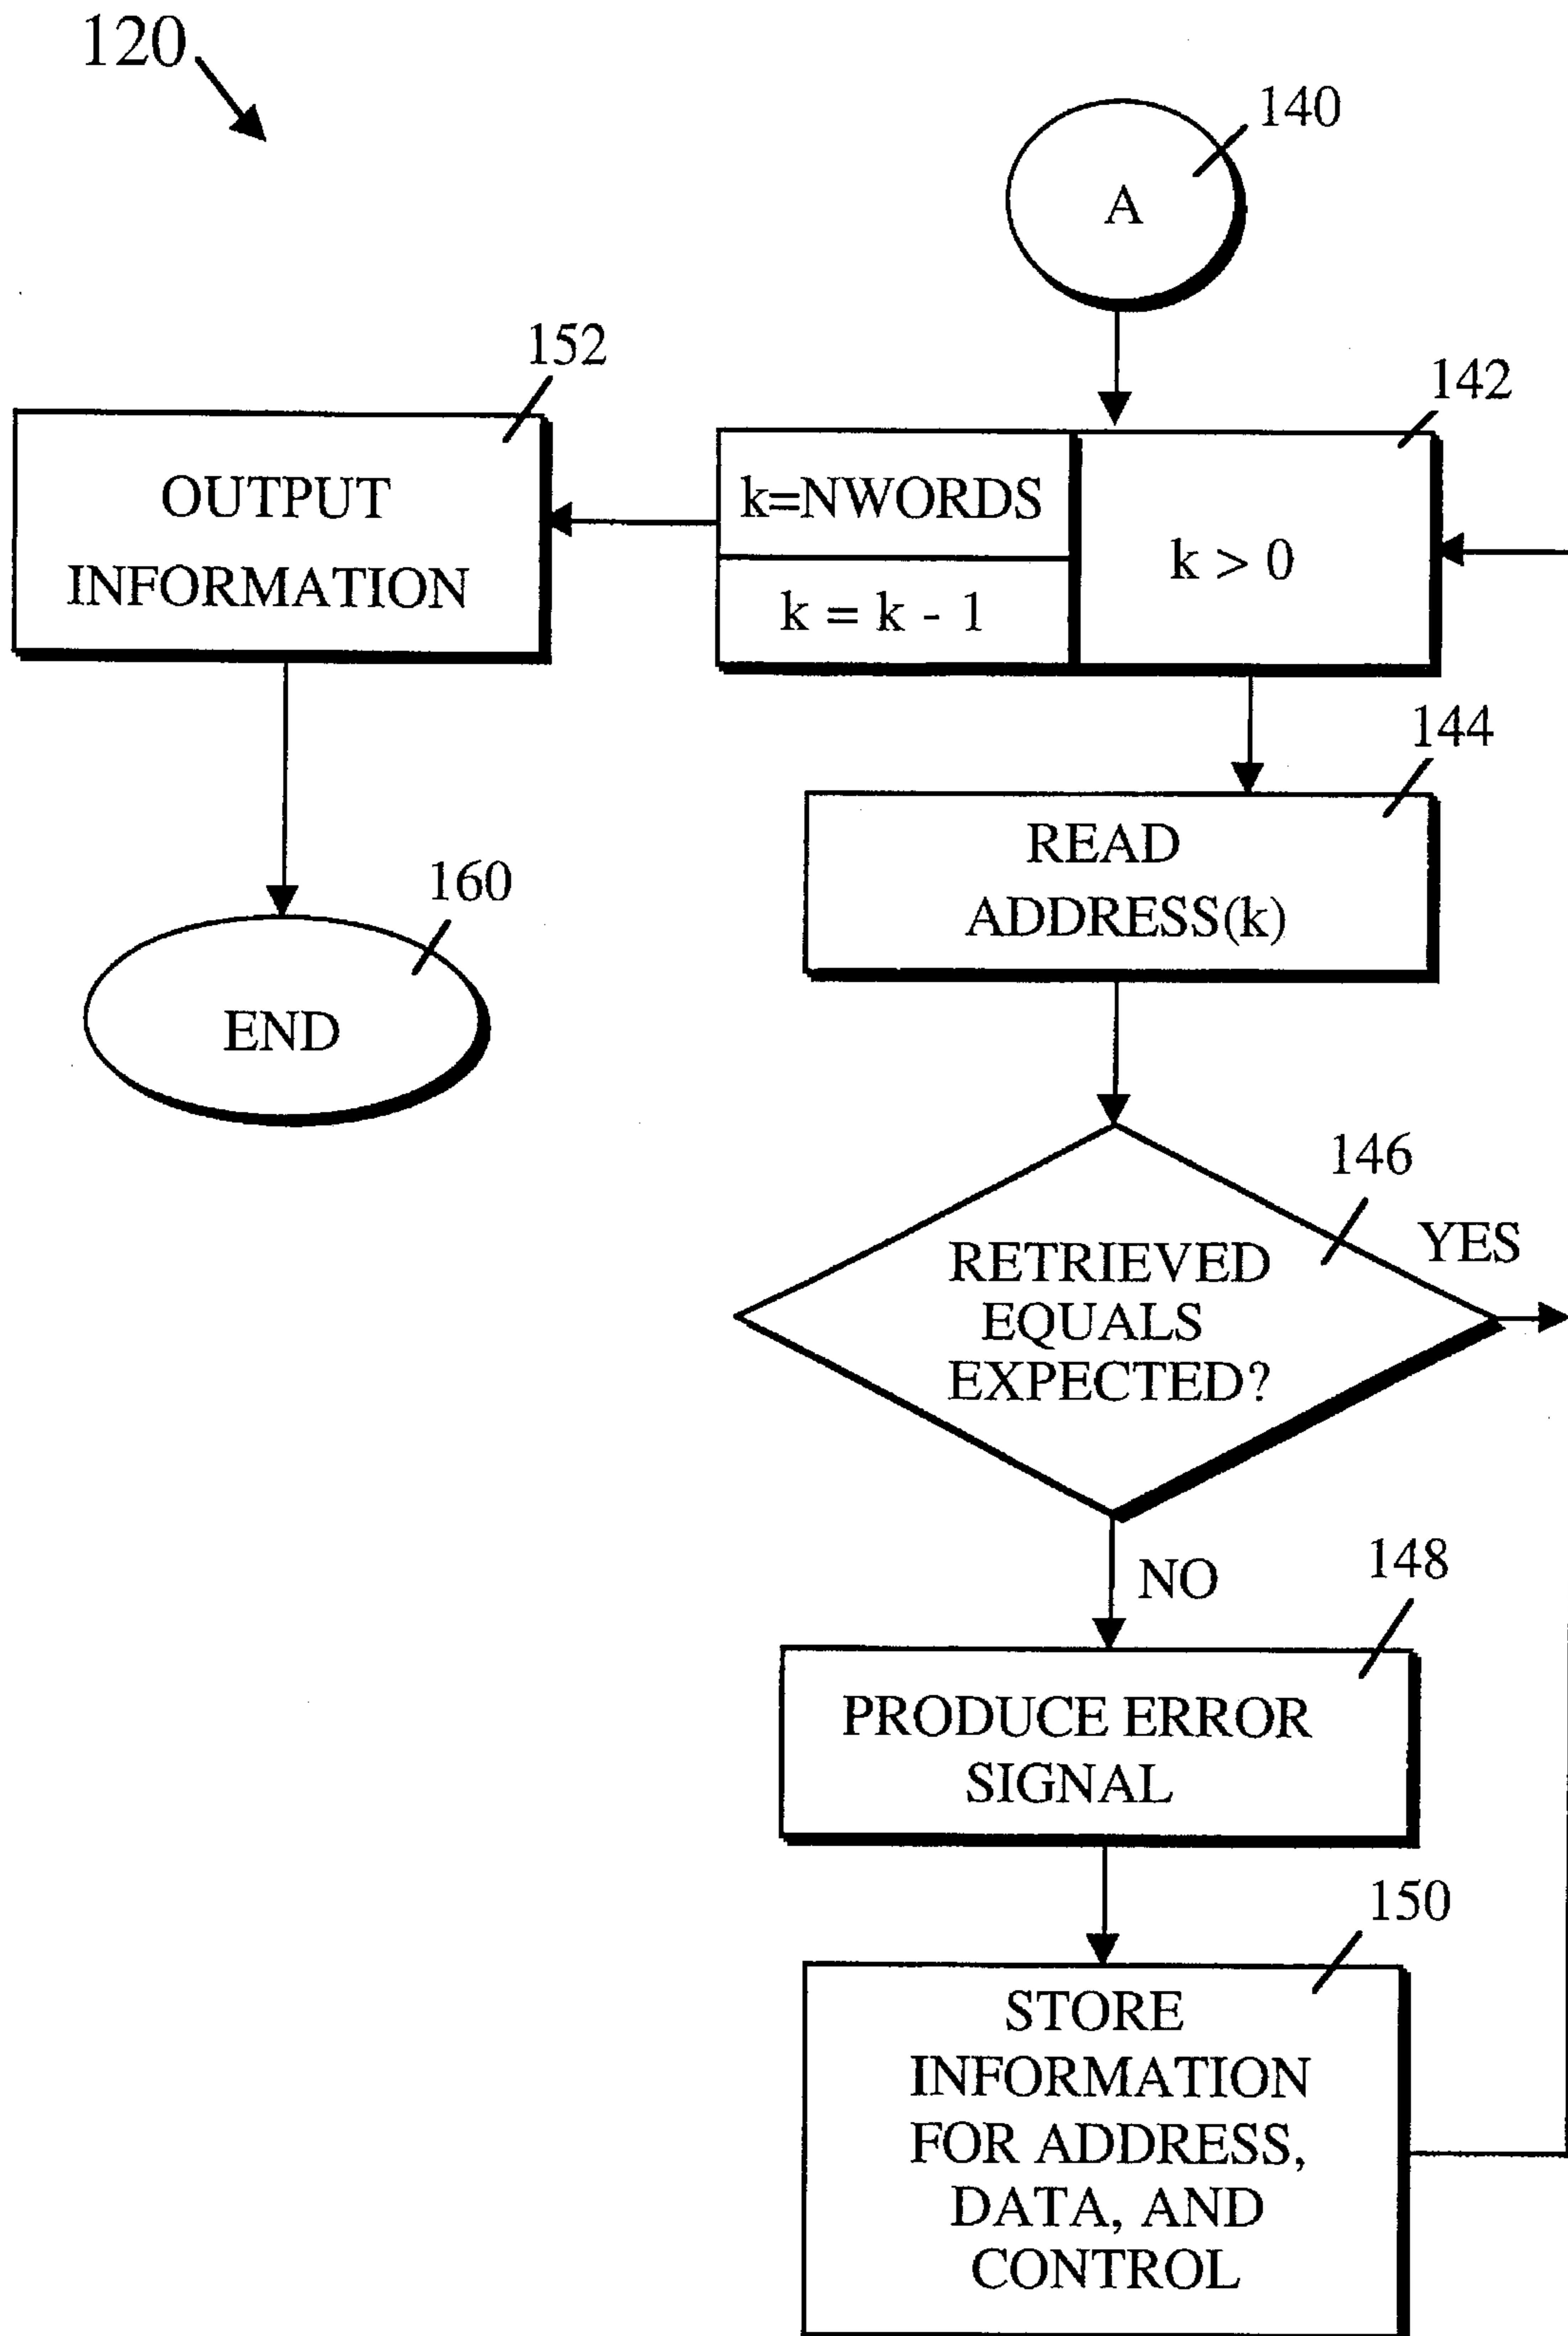 120
140
A
152
142
OUTPUT
INFORMATION
k=NWORDS
k = k - 1
k > 0
144
READ
ADDRESS(k)
160
END
146
YES
RETRIEVED
EQUALS
EXPECTED?
NO
148
PRODUCE ERROR
SIGNAL
150
STORE
INFORMATION
FOR ADDRESS,
DATA, AND
CONTROL